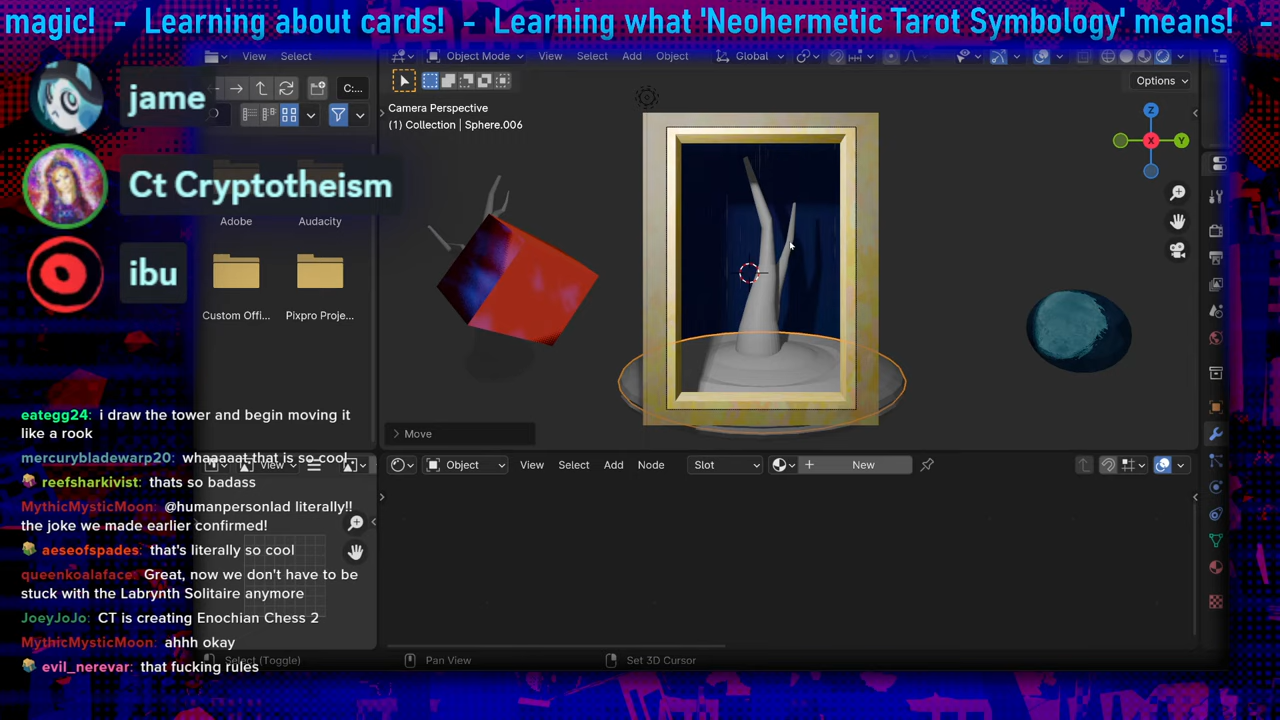 magic!  -  Learning about cards!  -  Learning what 'Neohermetic Tarot Symbology' means!  -
View Select
Object Mode View Select Add Object Global
jame
C:...
Options
Camera Perspective
(1) Collection | Sphere.006
Z
Y
X
Ct Cryptotheism
Adobe Audacity
ibu
Custom Offi... Pixpro Proje...
eategg24: i draw the tower and begin moving it
like a rook
Move
mercurybladewarp20: whaaaat that is so cool
View
Object View Select Add Node Slot New
reefsharkivist: thats so badass
MythicMysticMoon: @humanpersonlad literally!!
the joke we made earlier confirmed!
aeseofspades: that's literally so cool
queenkoalaface: Great, now we don't have to be
stuck with the Labrynth Solitaire anymore
JoeyJoJo: CT is creating Enochian Chess 2
MythicMysticMoon: ahhh okay
evil_nerevar: that fucking rules
Select (Toggle) Pan View Set 3D Cursor